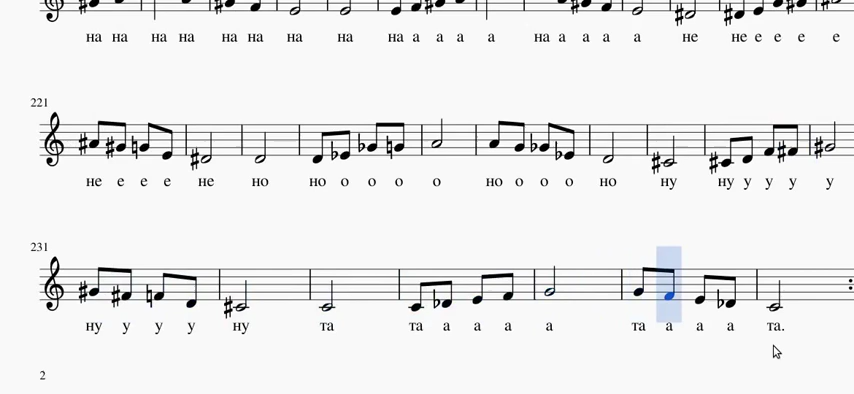 на на на на на на на на на а а а а на а а а а не не е е е е
221
не е е е не но но о о о о но о о о но ну ну у у у у
231
ну у у у ну та та а а а а та а а а та.
2